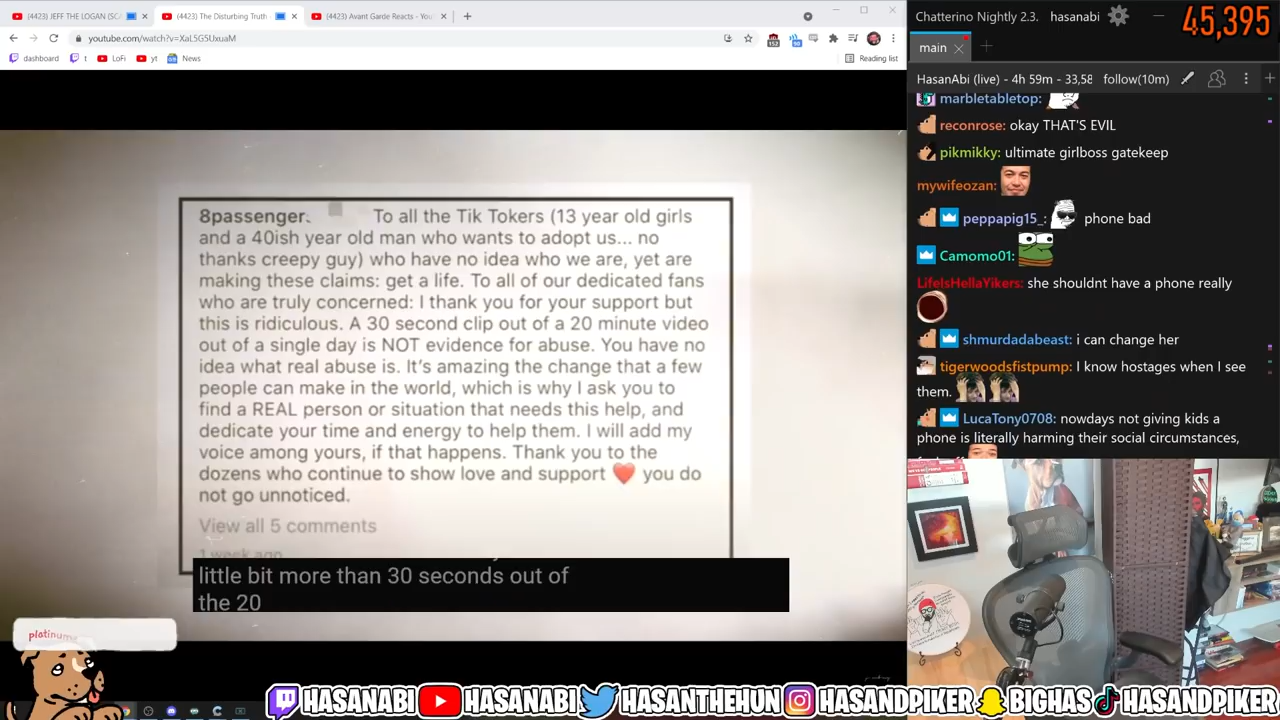 (4423) JEFF THE LOGAN (SC
(4423) The Disturbing Truth
(4423) Avant Garde Reacts - You
youtube.com/watch?v=XaL5G5UxuaM
152
dashboard
t
LoFi
yt
News
Reading list
8passenger
To all the Tik Tokers (13 year old girls
and a 40ish year old man who wants to adopt us... no
thanks creepy guy) who have no idea who we are, yet are
making these claims: get a life. To all of our dedicated fans
who are truly concerned: I thank you for your support but
this is ridiculous. A 30 second clip out of a 20 minute video
out of a single day is NOT evidence for abuse. You have no
idea what real abuse is. It's amazing the change that a few
people can make in the world, which is why I ask you to
find a REAL person or situation that needs this help, and
dedicate your time and energy to help them. I will add my
voice among yours, if that happens. Thank you to the
dozen who continue to show love and support ❤️ you do
not go unnoticed.
View all 5 comments
1 week ago
little bit more than 30 seconds out of
the 20
platinum
Chatterino Nightly 2.3.
hasanabi
45,395
main
HasanAbi (live) - 4h 59m - 33,58
follow(10m)
marbletabletop:
reconrose: okay THAT'S EVIL
pikmikky: ultimate girlboss gatekeep
mywifeozan:
peppapig15_: phone bad
Camomo01:
LifeIsHellaYikers: she shouldnt have a phone really
shmurdadabeast: i can change her
tigerwoodsfistpump: I know hostages when I see
them.
LucaTony0708: nowdays not giving kids a
phone is literally harming their social circumstances,
HASANABI
HASANABI
HASANTHEHUN
HASANDPIKER
BIGHAS
HASANDPIKER